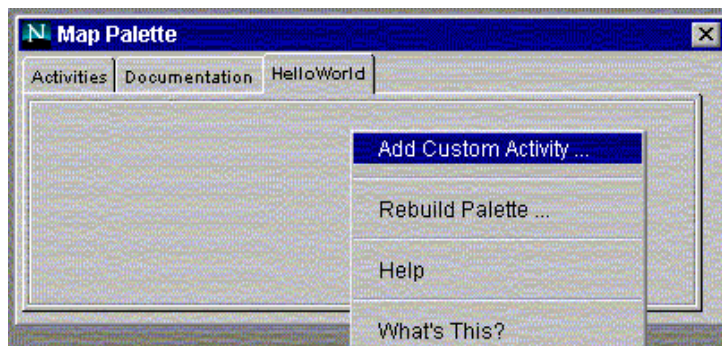 N Map Palette
Activities Documentation HelloWorld
Add Custom Activity ...
Rebuild Palette ...
Help
What's This?